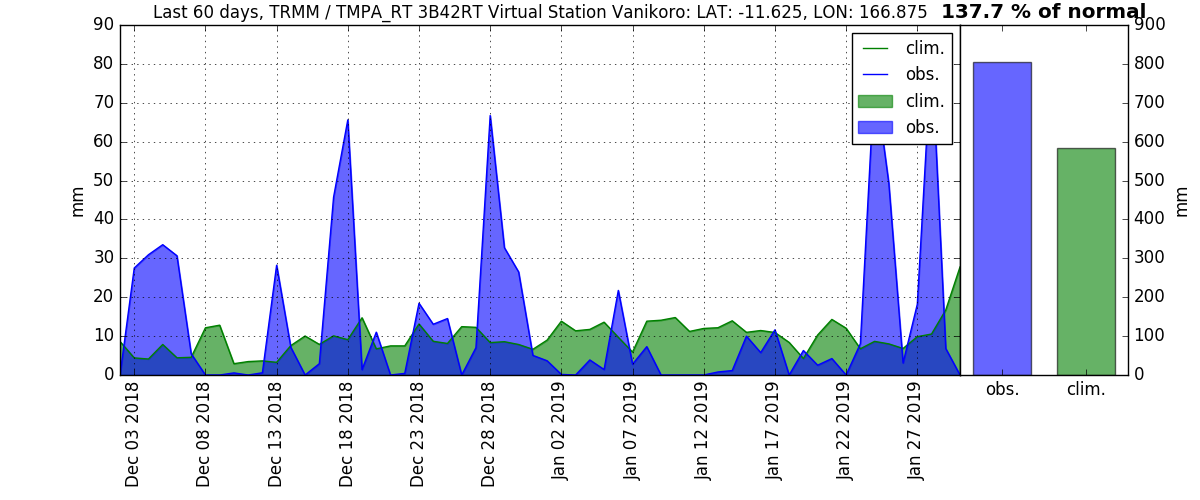 Last 60 days, TRMM / TMPA_RT 3B42RT Virtual Station Vanikoro: LAT: -11.625, LON: 166.875 137.7 % of normal
90
80
70
60
50
40
30
20
10
0
mm
clim.
obs.
clim.
obs.
900
800
700
600
500
400
300
200
100
0
mm
obs.
clim.
Dec 03 2018
Dec 08 2018
Dec 13 2018
Dec 18 2018
Dec 23 2018
Dec 28 2018
Jan 02 2019
Jan 07 2019
Jan 12 2019
Jan 17 2019
Jan 22 2019
Jan 27 2019